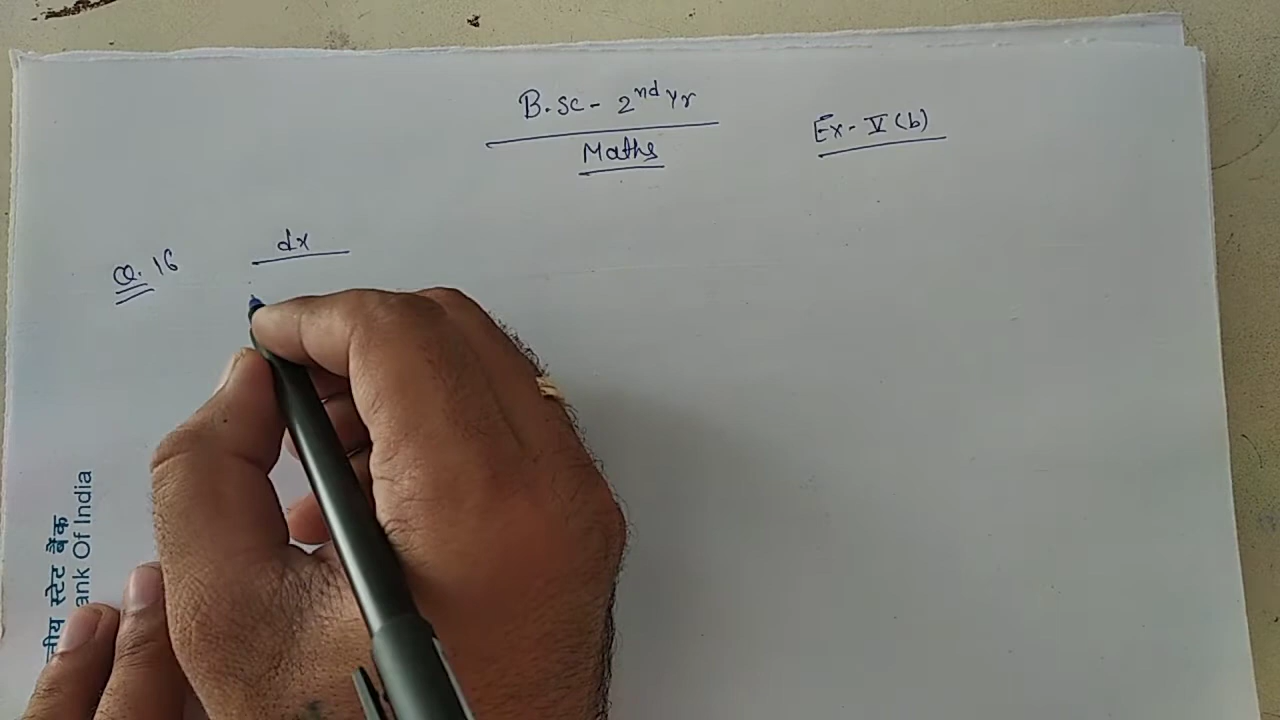 B.Sc - 2nd Yr
Maths
Ex - V (b)
Q. 16
dx
नीय स्टेट बैंक
ank Of India